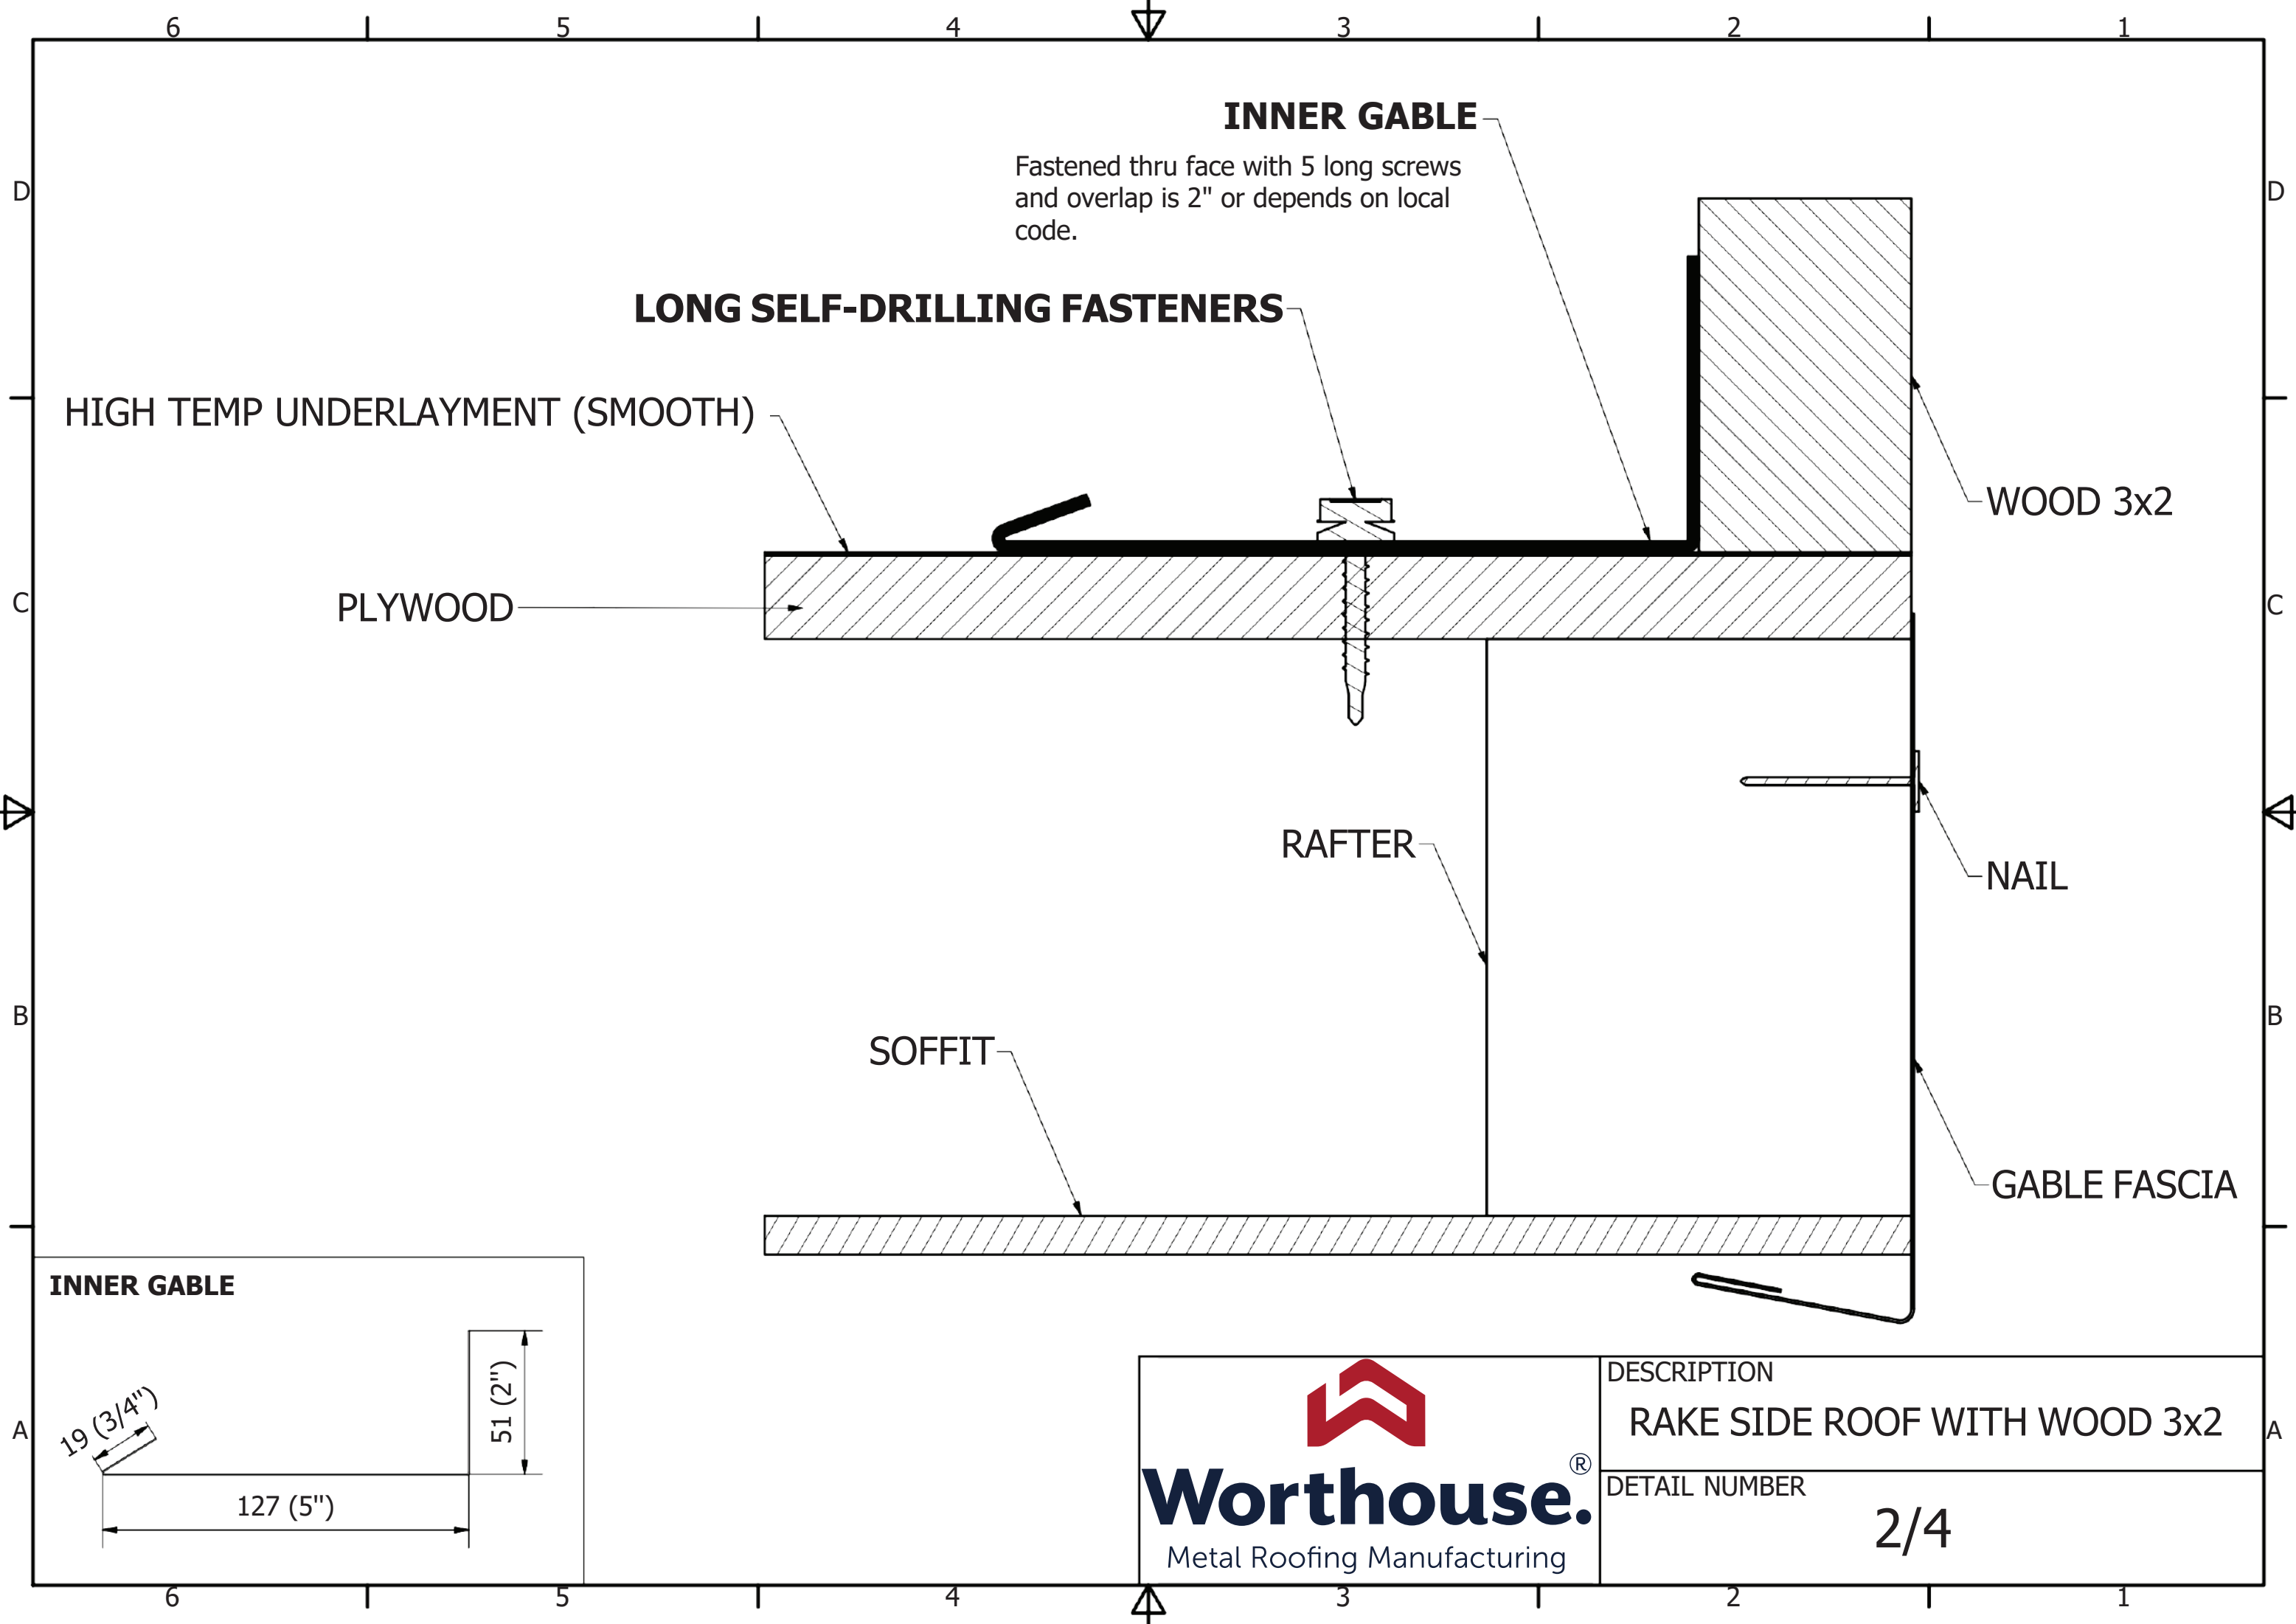 6 5 4 3 2 1
INNER GABLE
Fastened thru face with 5 long screws
and overlap is 2" or depends on local
code.
D D
LONG SELF-DRILLING FASTENERS
HIGH TEMP UNDERLAYMENT (SMOOTH)
WOOD 3x2
PLYWOOD
C C
RAFTER
NAIL
B B
SOFFIT
GABLE FASCIA
INNER GABLE
19 (3/4")
51 (2")
127 (5")
A A
Worthouse.®
Metal Roofing Manufacturing
DESCRIPTION
RAKE SIDE ROOF WITH WOOD 3x2
DETAIL NUMBER
2/4
6 5 4 3 2 1